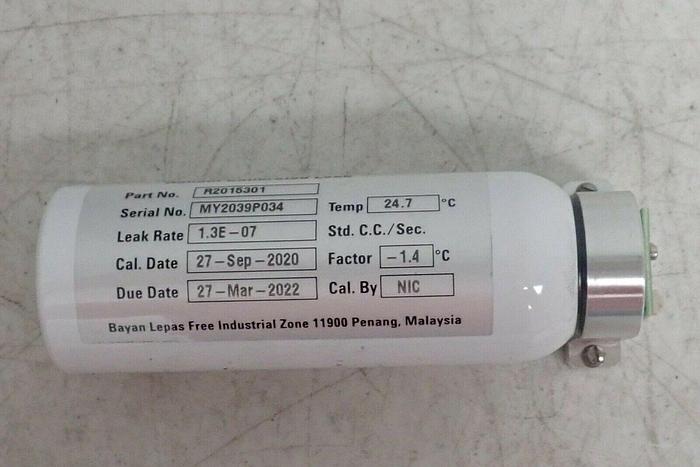 Part No. R2015301
Serial No. MY2039P034 Temp 24.7 °C
Leak Rate 1.3E-07 Std. C.C./Sec.
Cal. Date 27-Sep-2020 Factor -1.4 °C
Due Date 27-Mar-2022 Cal. By NIC
Bayan Lepas Free Industrial Zone 11900 Penang, Malaysia